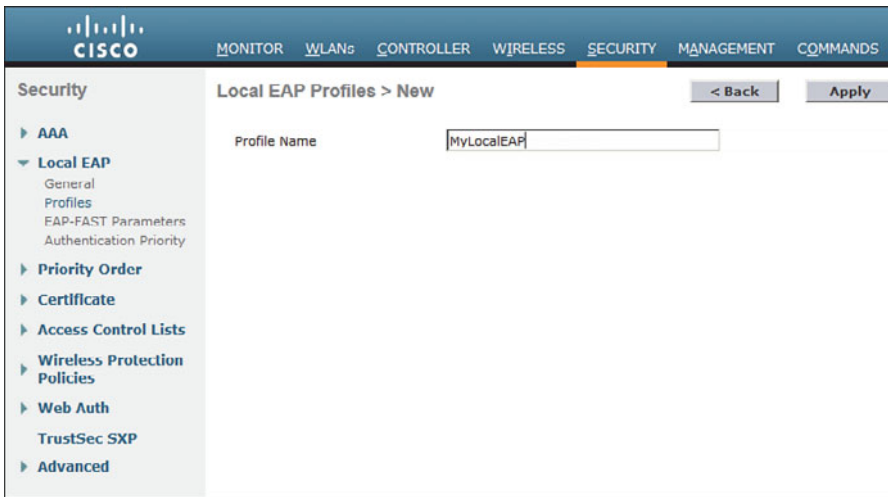 CISCO
MONITOR WLANs CONTROLLER WIRELESS SECURITY MANAGEMENT COMMANDS
Security
AAA
Local EAP
General
Profiles
EAP-FAST Parameters
Authentication Priority
Priority Order
Certificate
Access Control Lists
Wireless Protection
Policies
Web Auth
TrustSec SXP
Advanced
Local EAP Profiles > New
< Back Apply
Profile Name MyLocalEAP